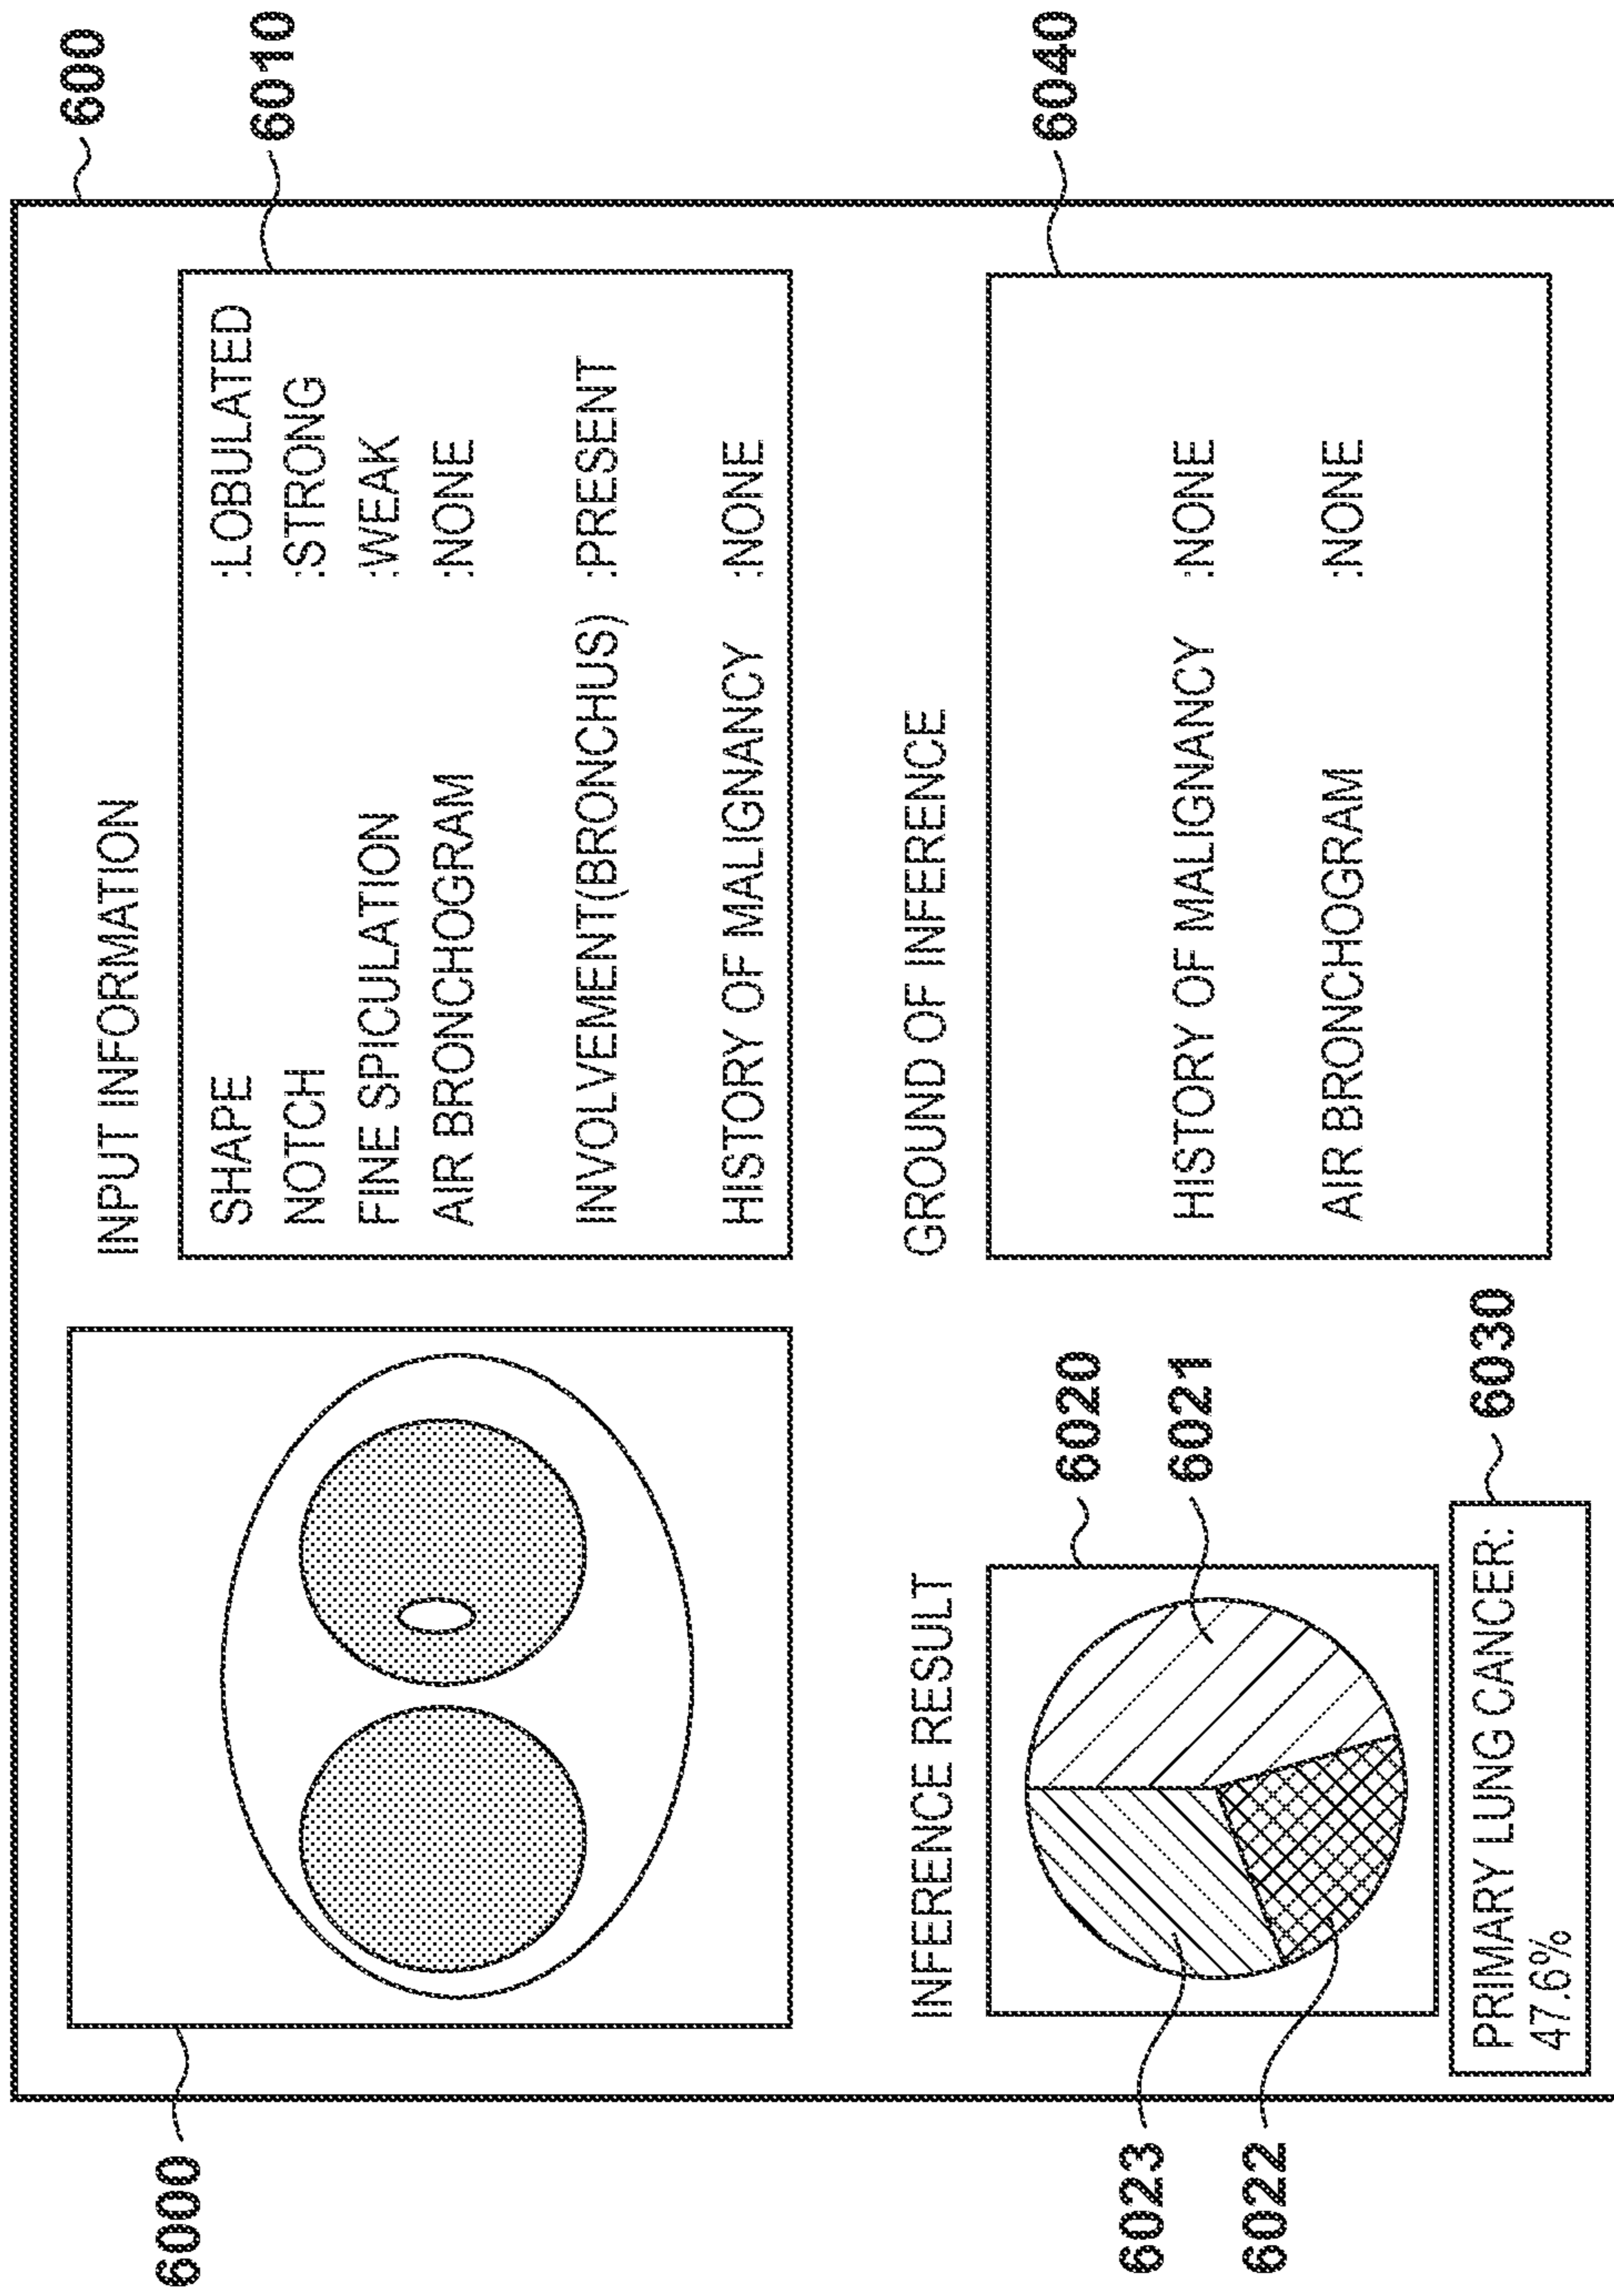 600
6000
INPUT INFORMATION
6010
SHAPE :LOBULATED
NOTCH :STRONG
FINE SPICULATION :WEAK
AIR BRONCHOGRAM :NONE
INVOLVEMENT(BRONCHUS) :PRESENT
HISTORY OF MALIGNANCY :NONE
INFERENCE RESULT
6020
6021
6023
6022
PRIMARY LUNG CANCER:
47.6%
6030
GROUND OF INFERENCE
6040
HISTORY OF MALIGNANCY :NONE
AIR BRONCHOGRAM :NONE